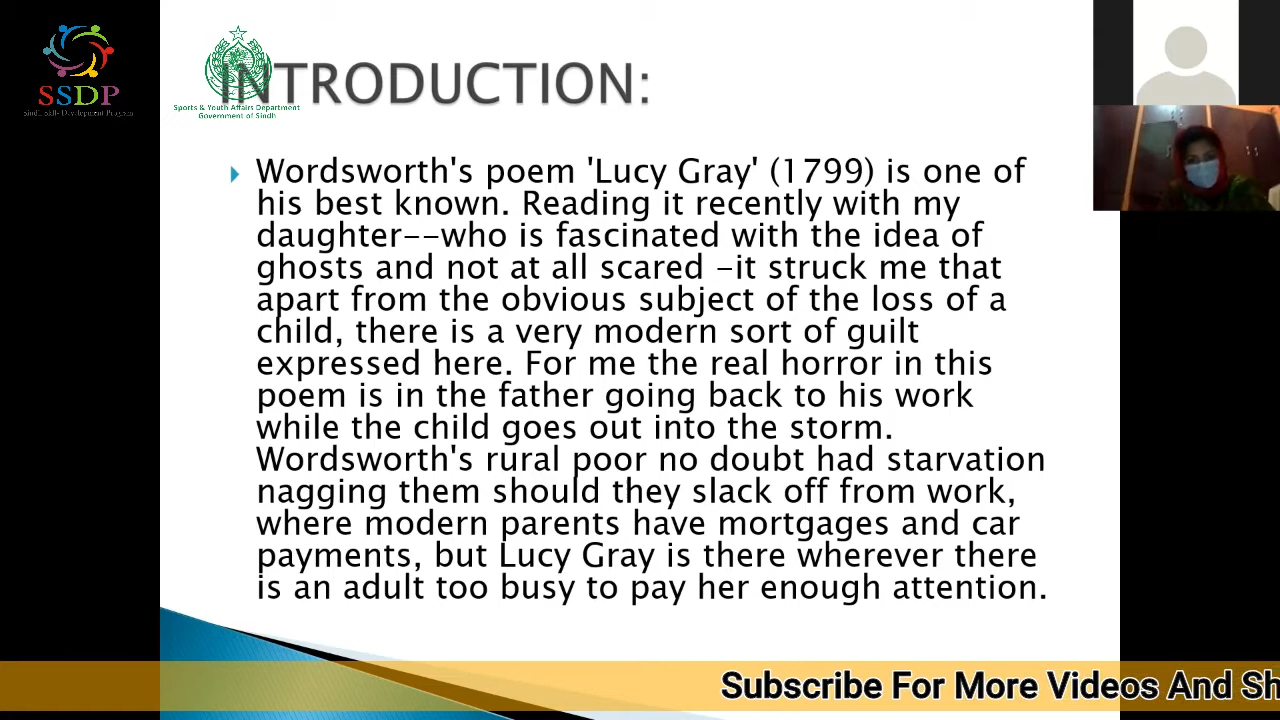 SSDP
Sindh Skills Development Program
INTRODUCTION:
Sports & Youth Affairs Department
Government of Sindh
Wordsworth's poem 'Lucy Gray' (1799) is one of
his best known. Reading it recently with my
daughter--who is fascinated with the idea of
ghosts and not at all scared -it struck me that
apart from the obvious subject of the loss of a
child, there is a very modern sort of guilt
expressed here. For me the real horror in this
poem is in the father going back to his work
while the child goes out into the storm.
Wordsworth's rural poor no doubt had starvation
nagging them should they slack off from work,
where modern parents have mortgages and car
payments, but Lucy Gray is there wherever there
is an adult too busy to pay her enough attention.
Subscribe For More Videos And Sh